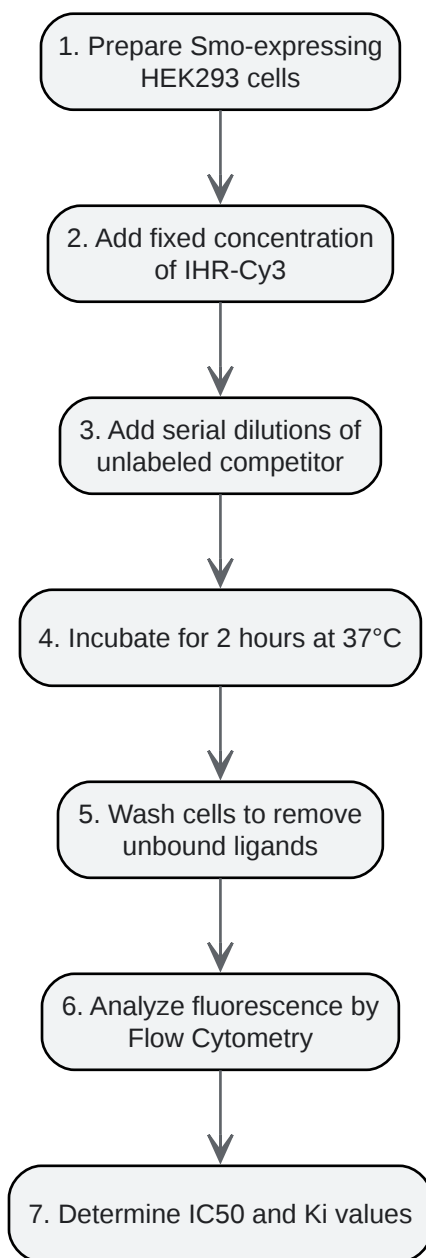 1. Prepare Smo-expressing
HEK293 cells
2. Add fixed concentration
of IHR-Cy3
3. Add serial dilutions of
unlabeled competitor
4. Incubate for 2 hours at 37°C
5. Wash cells to remove
unbound ligands
6. Analyze fluorescence by
Flow Cytometry
7. Determine IC50 and Ki values